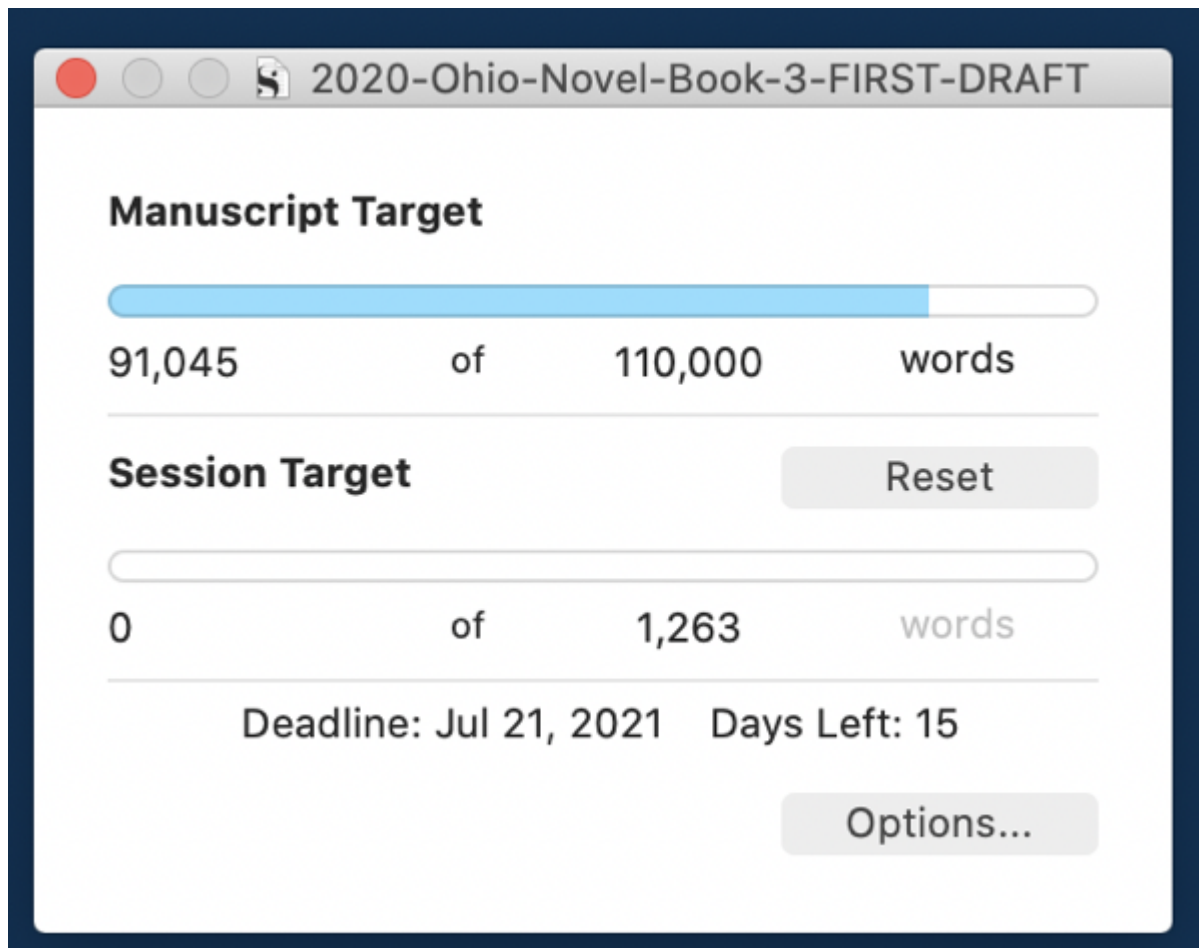 2020-Ohio-Novel-Book-3-FIRST-DRAFT
Manuscript Target
91,045 of 110,000 words
Session Target Reset
0 of 1,263 words
Deadline: Jul 21, 2021 Days Left: 15
Options...